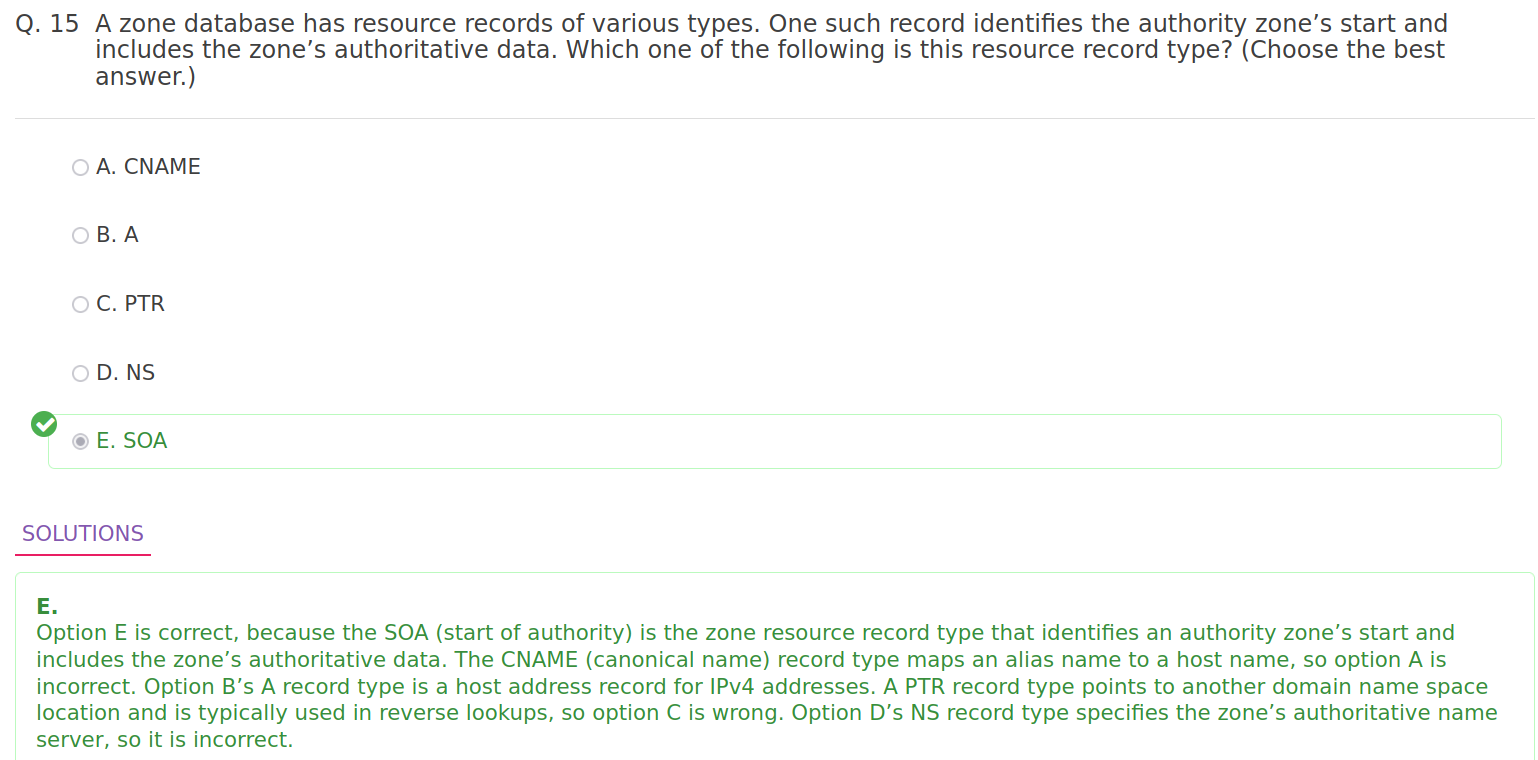 Q. 15 A zone database has resource records of various types. One such record identifies the authority zone’s start and
includes the zone’s authoritative data. Which one of the following is this resource record type? (Choose the best
answer.)
A. CNAME
B. A
C. PTR
D. NS
E. SOA
SOLUTIONS
E.
Option E is correct, because the SOA (start of authority) is the zone resource record type that identifies an authority zone’s start and
includes the zone’s authoritative data. The CNAME (canonical name) record type maps an alias name to a host name, so option A is
incorrect. Option B’s A record type is a host address record for IPv4 addresses. A PTR record type points to another domain name space
location and is typically used in reverse lookups, so option C is wrong. Option D’s NS record type specifies the zone’s authoritative name
server, so it is incorrect.